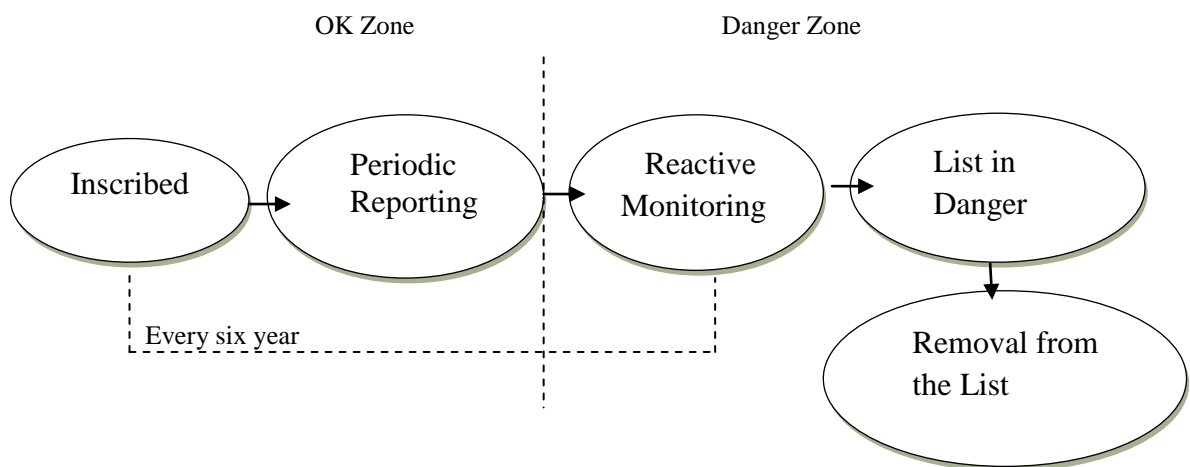 OK Zone
Danger Zone
Inscribed
Periodic
Reporting
Reactive
Monitoring
List in
Danger
Every six year
Removal from
the List